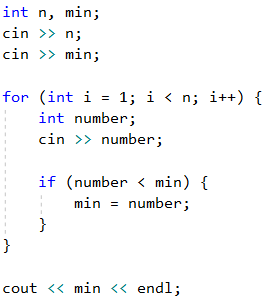 int n, min;
cin >> n;
cin >> min;

for (int i = 1; i < n; i++) {
    int number;
    cin >> number;

    if (number < min) {
        min = number;
    }
}

cout << min << endl;